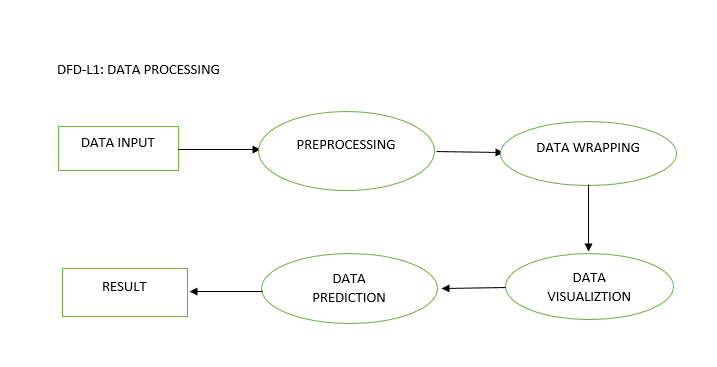 DFD-L1: DATA PROCESSING
DATA INPUT
PREPROCESSING
DATA WRAPPING
DATA
VISUALIZTION
DATA
PREDICTION
RESULT